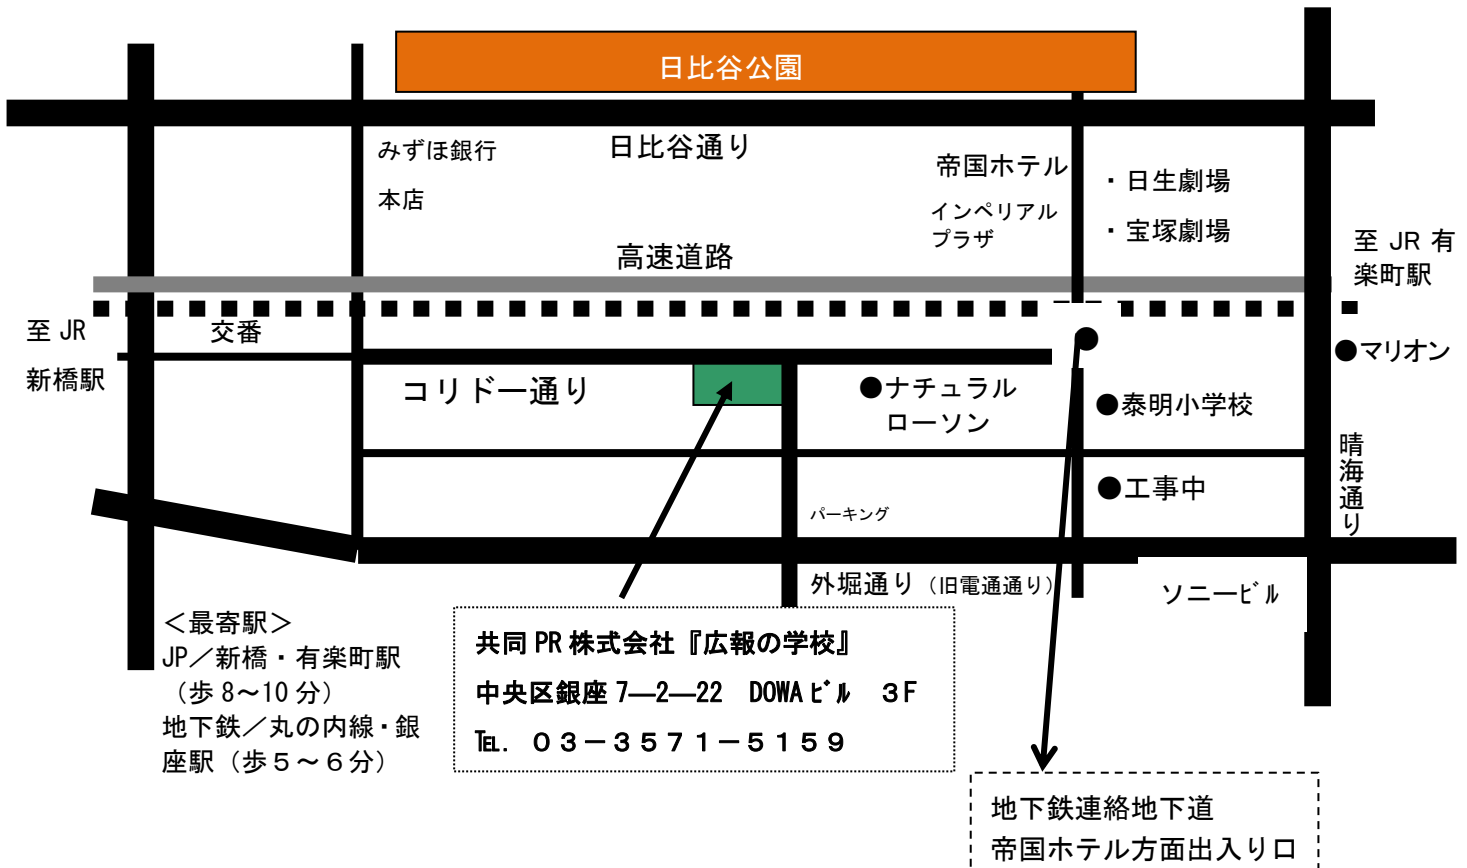 日比谷公園
みずほ銀行
本店
日比谷通り
帝国ホテル
インペリアル
プラザ
・日生劇場
・宝塚劇場
高速道路
至 JR 有
楽町駅
至 JR
新橋駅
交番
●マリオン
コリドー通り
●ナチュラル
ローソン
●泰明小学校
晴海通り
●工事中
パーキング
外堀通り（旧電通通り）
ソニービル
＜最寄駅＞
JP／新橋・有楽町駅
（歩 8～10 分）
地下鉄／丸の内線・銀
座駅（歩５～６分）
共同 PR 株式会社『広報の学校』
中央区銀座 7―2―22　DOWA ビル　３F
℡.　０３－３５７１－５１５９
地下鉄連絡地下道
帝国ホテル方面出入り口